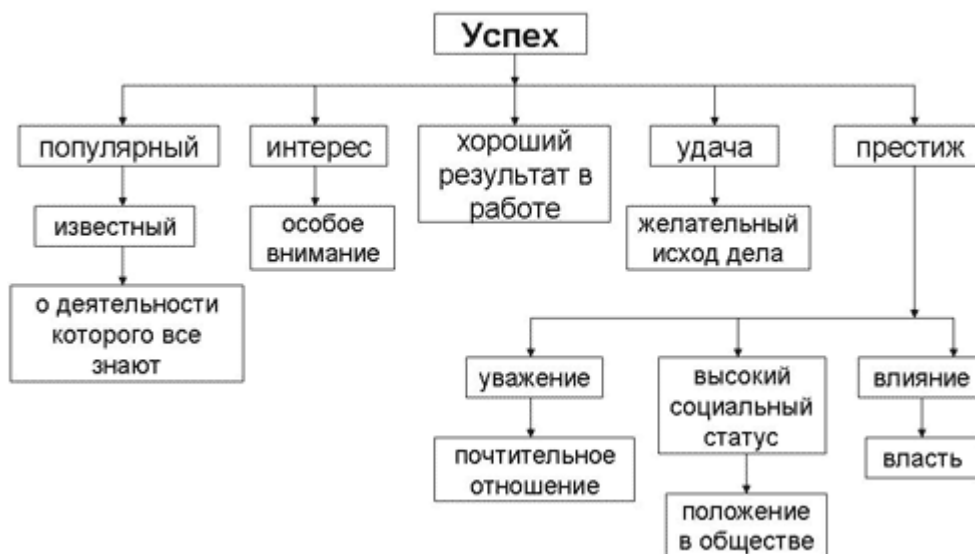 Успех
популярный
интерес
хороший
результат в
работе
удача
престиж
известный
особое
внимание
желательный
исход дела
о деятельности
которого все
знают
уважение
высокий
социальный
статус
влияние
почтительное
отношение
власть
положение
в обществе